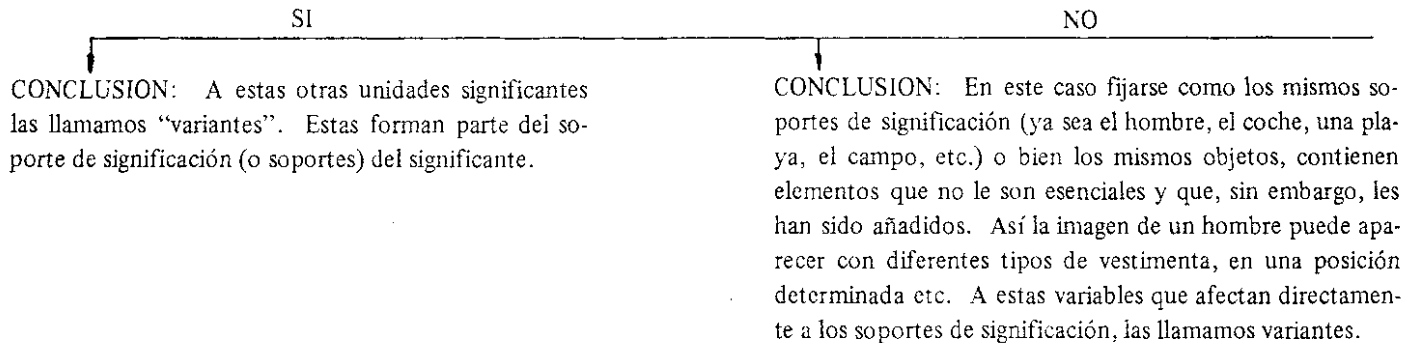 SI
NO
CONCLUSION: A estas otras unidades significantes
las llamamos “variantes”. Estas forman parte del so-
porte de significación (o soportes) del significante.
CONCLUSION: En este caso fijarse como los mismos so-
portes de significación (ya sea el hombre, el coche, una pla-
ya, el campo, etc.) o bien los mismos objetos, contienen
elementos que no le son esenciales y que, sin embargo, les
han sido añadidos. Así la imagen de un hombre puede apa-
recer con diferentes tipos de vestimenta, en una posición
determinada etc. A estas variables que afectan directamen-
te a los soportes de significación, las llamamos variantes.